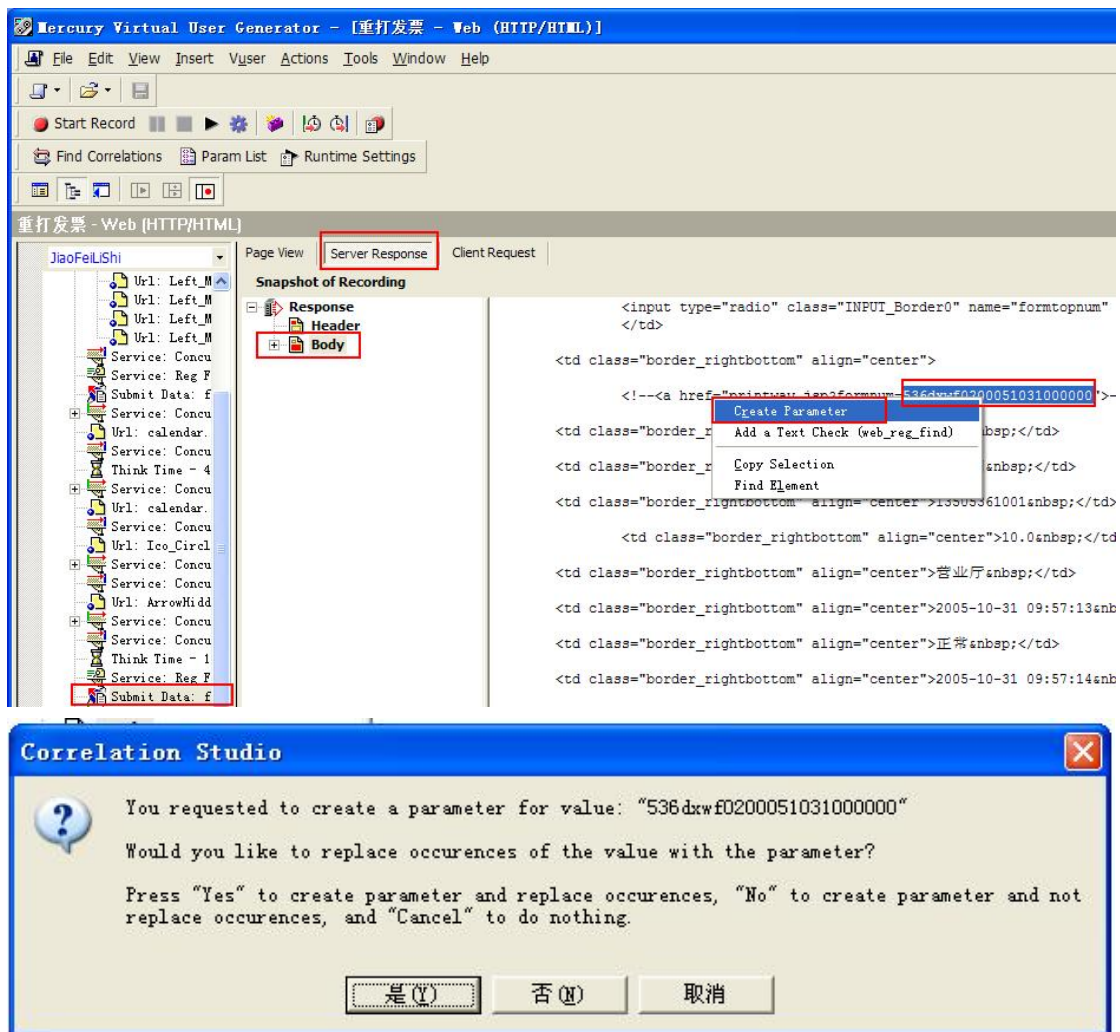 Mercury Virtual User Generator - [重打发票 - Web (HTTP/HTML)]
File Edit View Insert Vuser Actions Tools Window Help
Start Record
Find Correlations Param List Runtime Settings
重打发票 - Web (HTTP/HTML)
JiaoFeiLiShi
Url: Left_M
Url: Left_M
Url: Left_M
Url: Left_M
Service: Concu
Service: Reg F
Submit Data: f
Service: Concu
Url: calendar.
Service: Concu
Think Time - 4
Service: Concu
Url: calendar.
Service: Concu
Url: Ico_Circl
Service: Concu
Service: Concu
Url: ArrowHidd
Service: Concu
Service: Concu
Think Time - 1
Service: Reg F
Submit Data: f
Page View Server Response Client Request
Snapshot of Recording
Response
Header
Body
<input type="radio" class="INPUT_Border0" name="formtopnum"
</td>
<td class="border_rightbottom" align="center">
<!--<a href="printway.jsp?formnum=536dxwf0200051031000000">-
<td class="border_r
nbsp;</td>
<td class="border_r
&nbsp;</td>
<td class="border_rightbottom" align="center">13505361001&nbsp;</td>
<td class="border_rightbottom" align="center">10.0&nbsp;</td
<td class="border_rightbottom" align="center">营业厅&nbsp;</td>
<td class="border_rightbottom" align="center">2005-10-31 09:57:13&nb
<td class="border_rightbottom" align="center">正常&nbsp;</td>
<td class="border_rightbottom" align="center">2005-10-31 09:57:14&nb
Create Parameter
Add a Text Check (web_reg_find)
Copy Selection
Find Element
Correlation Studio
You requested to create a parameter for value: "536dxwf0200051031000000"
Would you like to replace occurences of the value with the parameter?
Press "Yes" to create parameter and replace occurences, "No" to create parameter and not
replace occurences, and "Cancel" to do nothing.
是(Y) 否(N) 取消